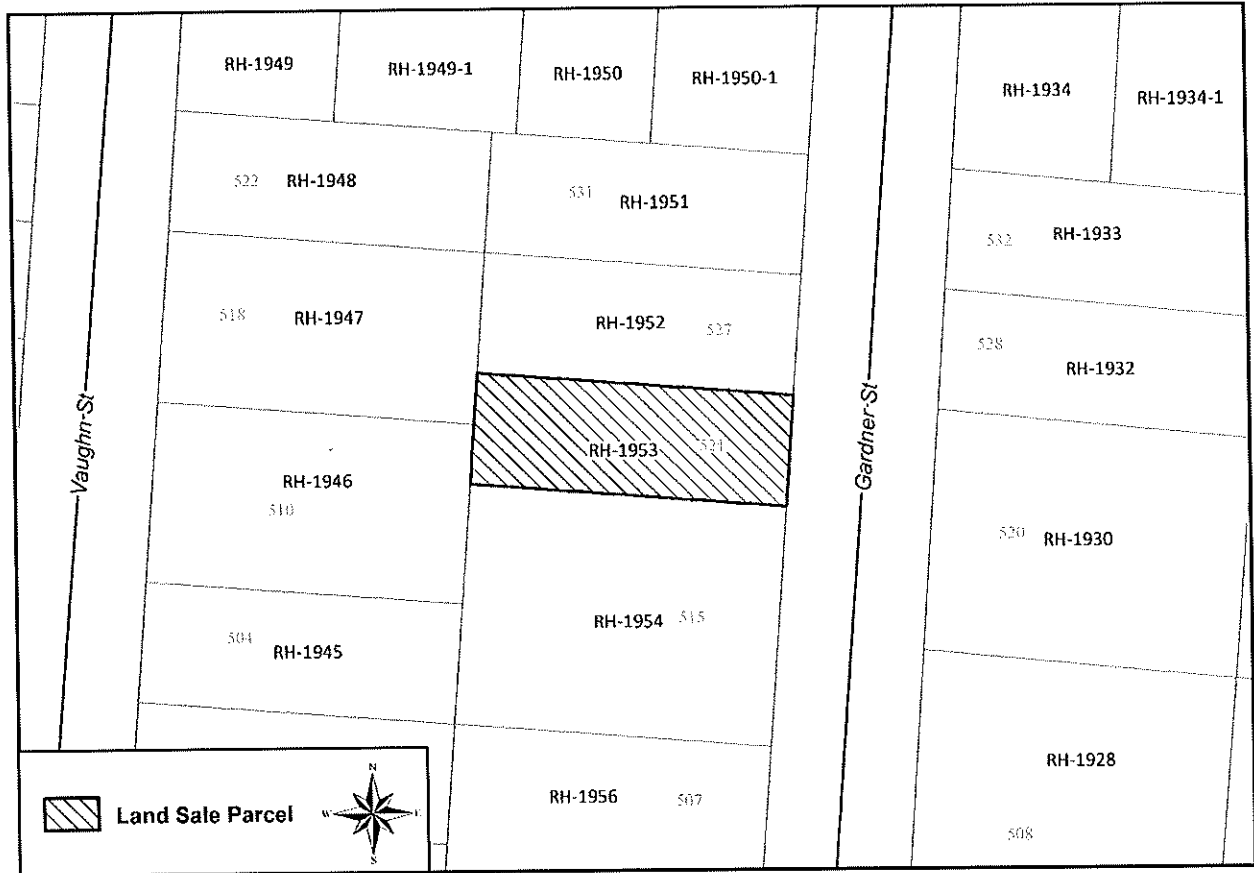 RH-1949
RH-1949-1
RH-1950
RH-1950-1
RH-1934
RH-1934-1
522 RH-1948
531 RH-1951
532 RH-1933
518 RH-1947
RH-1952 527
528 RH-1932
Vaughn-St
Gardner-St
RH-1953 521
RH-1946
510
520 RH-1930
RH-1954 515
504 RH-1945
RH-1956 507
RH-1928
508
Land Sale Parcel
N
W E
S